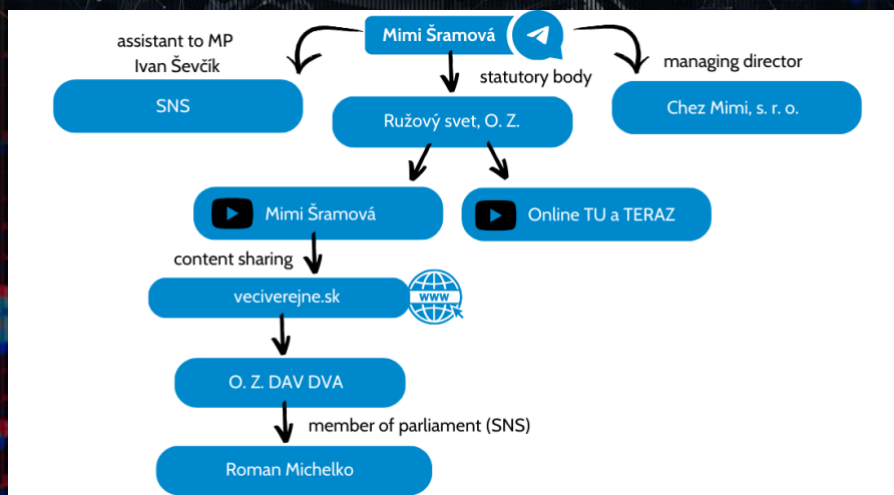 Mimi Šramová
assistant to MP
Ivan Ševčík
statutory body
managing director
SNS
Ružový svet, O. Z.
Chez Mimi, s. r. o.
Mimi Šramová
Online TU a TERAZ
content sharing
veciverejne.sk
WWW
O. Z. DAV DVA
member of parliament (SNS)
Roman Michelko